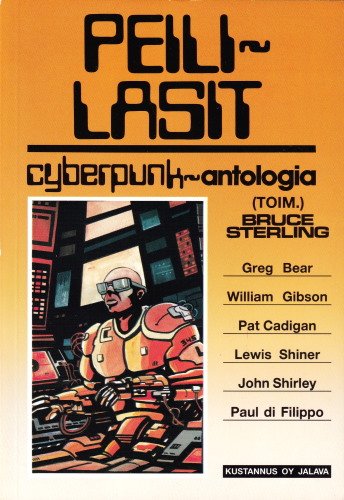 PEILI~
LASIT
cyberpunk~antologia
(TOIM.)
BRUCE
STERLING
Greg Bear
William Gibson
Pat Cadigan
Lewis Shiner
John Shirley
Paul di Filippo
KUSTANNUS OY JALAVA